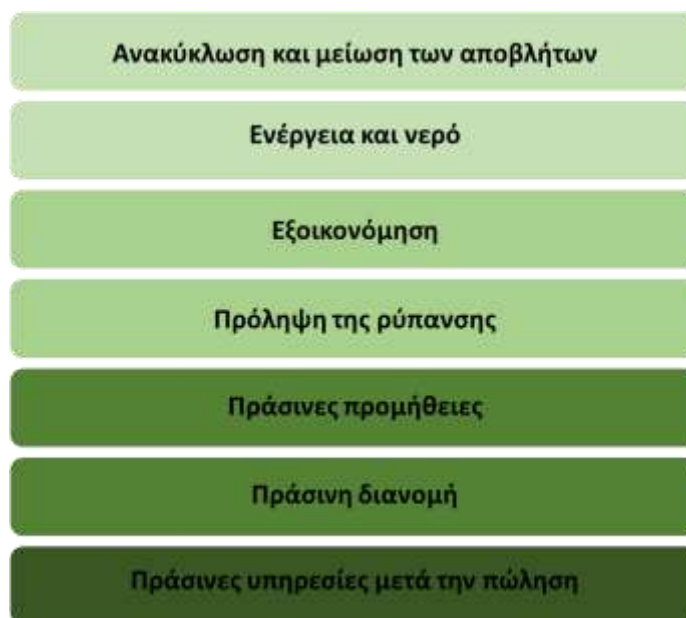 Ανακύκλωση και μείωση των αποβλήτων
Ενέργεια και νερό
Εξοικονόμηση
Πρόληψη της ρύπανσης
Πράσινες προμήθειες
Πράσινη διανομή
Πράσινες υπηρεσίες μετά την πώληση